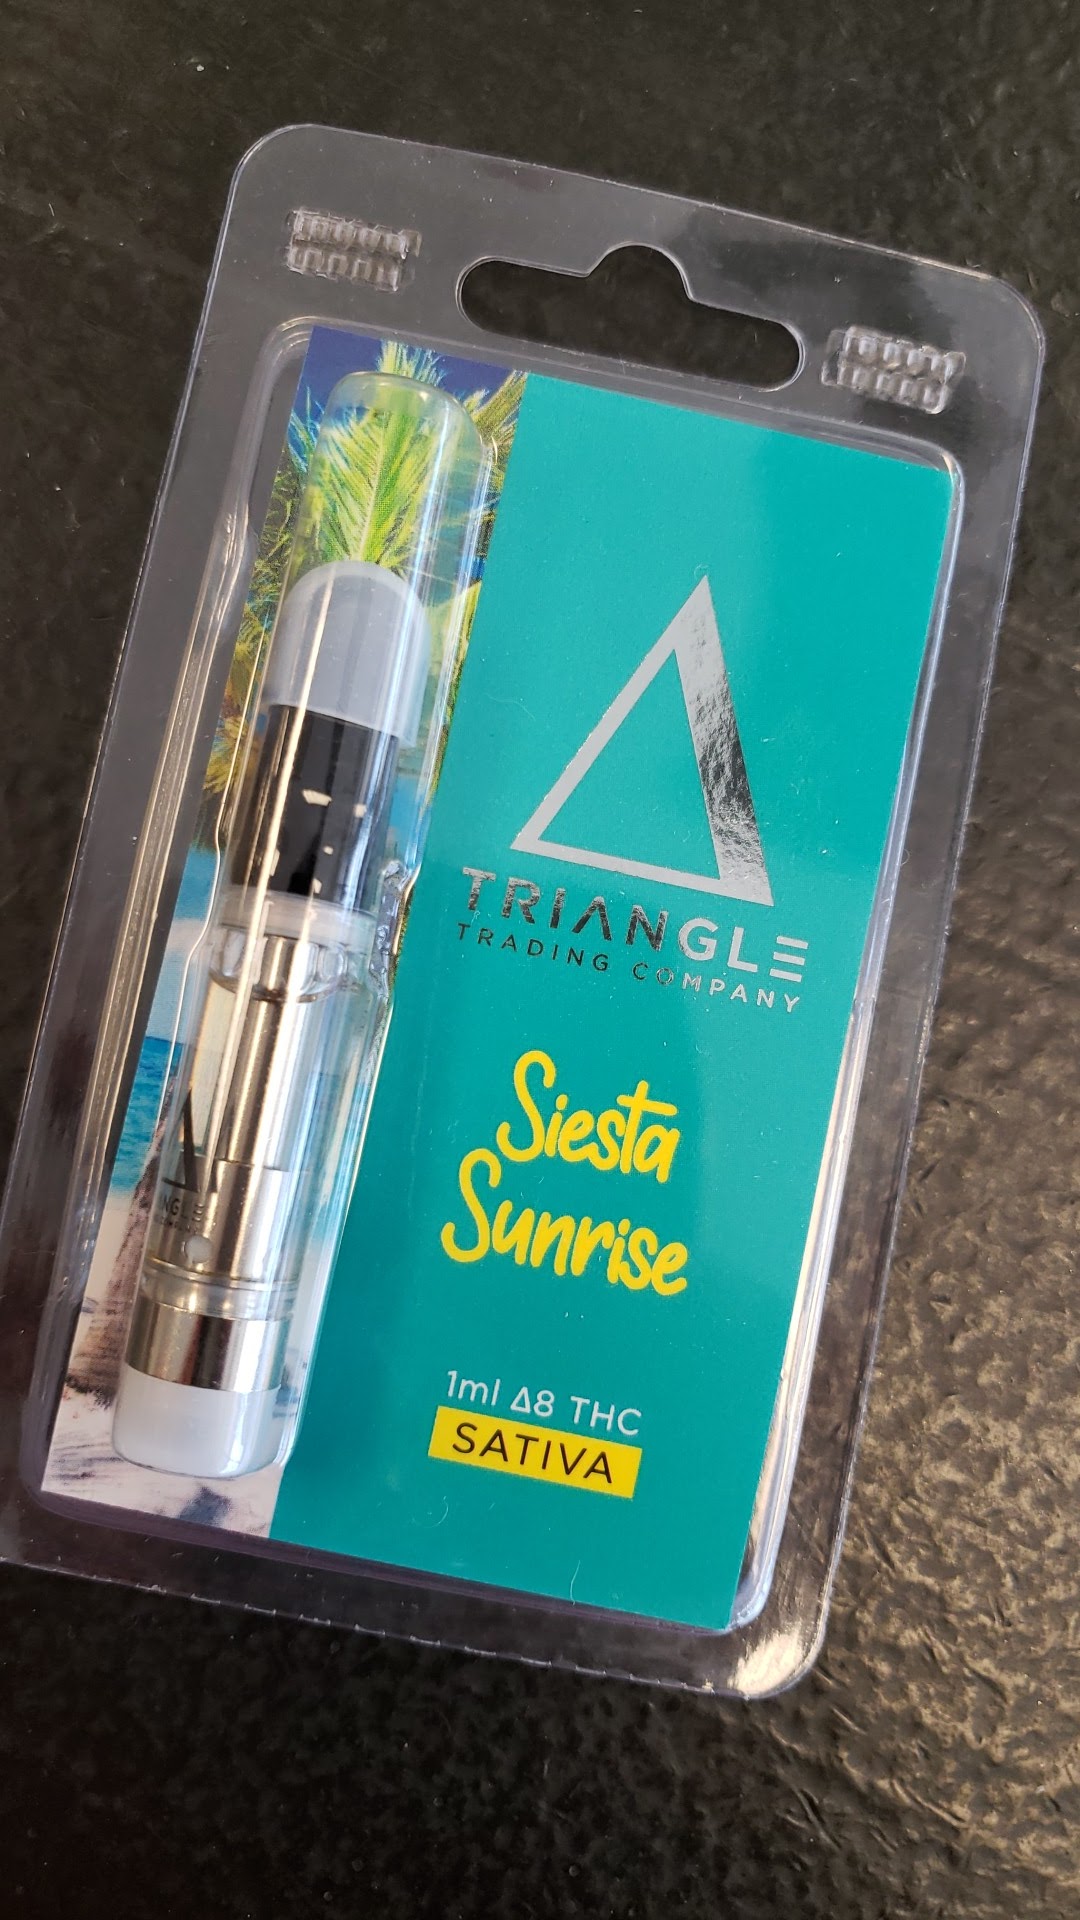 TRIANGLE
TRADING COMPANY
Siesta
Sunrise
1ml Δ8 THC
SATIVA